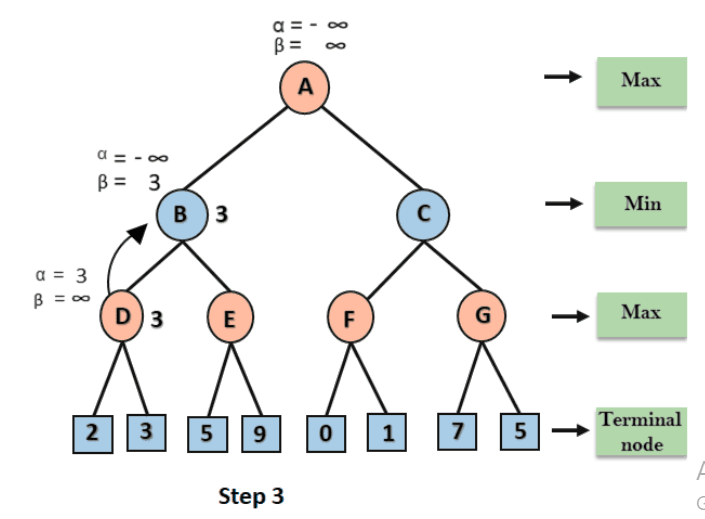 α = - ∞
β = ∞
A
Max
α = - ∞
β = 3
B 3
C
Min
α = 3
β = ∞
D 3
E
F
G
Max
2 3 5 9 0 1 7 5
Terminal
node
A
G
Step 3